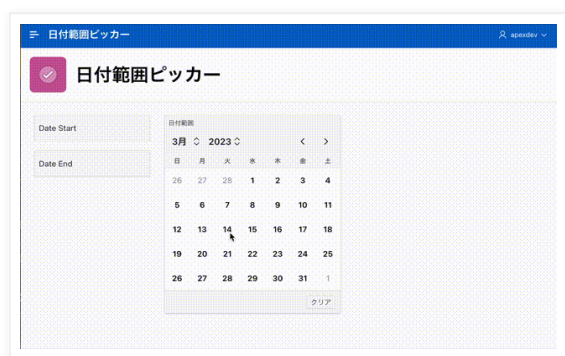 日付範囲ピッカー
apexdev
日付範囲ピッカー
Date Start
Date End
日付範囲
3月 2023
日 月 火 水 木 金 土
26 27 28 1 2 3 4
5 6 7 8 9 10 11
12 13 14 15 16 17 18
19 20 21 22 23 24 25
26 27 28 29 30 31 1
クリア